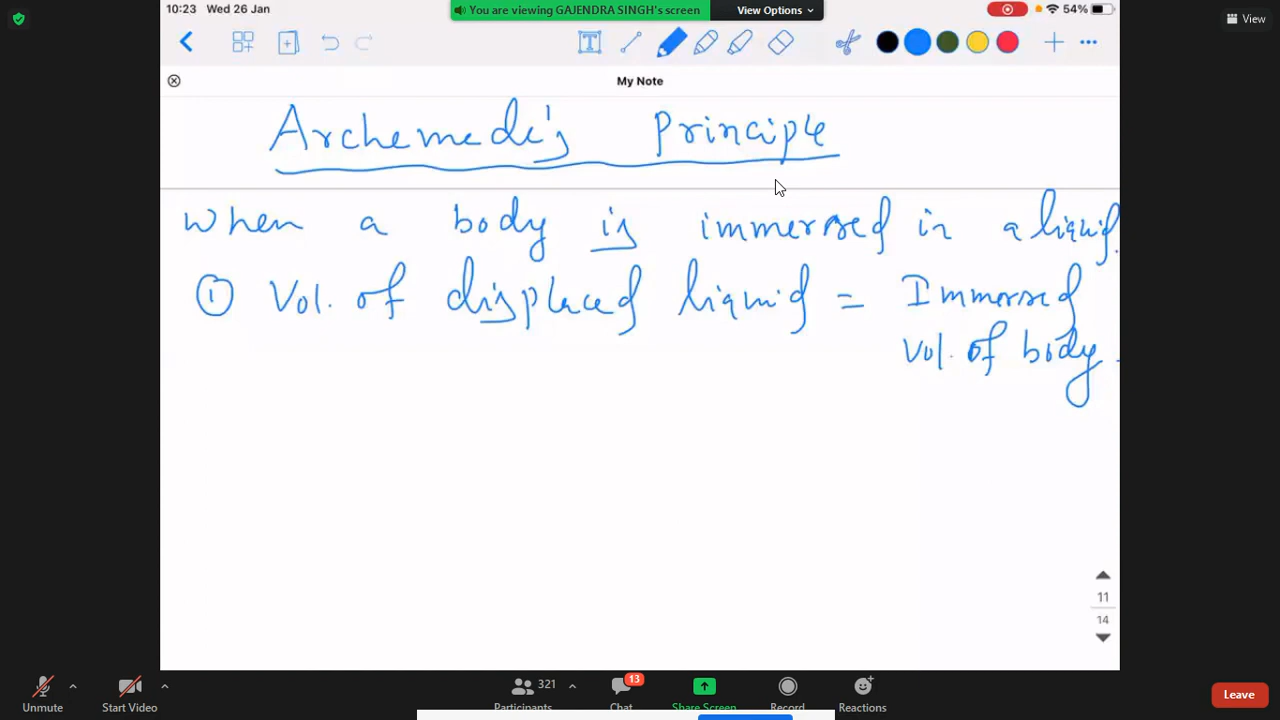 10:23 Wed 26 Jan
You are viewing GAJENDRA SINGH's screen
View Options
54%
View
My Note
Archemedi's Principle
When a body is immersed in a liquid.
① Vol. of displaced liquid = Immersed
Vol. of body.
11
14
Unmute
Start Video
321
Participants
13
Chat
Share Screen
Record
Reactions
Leave